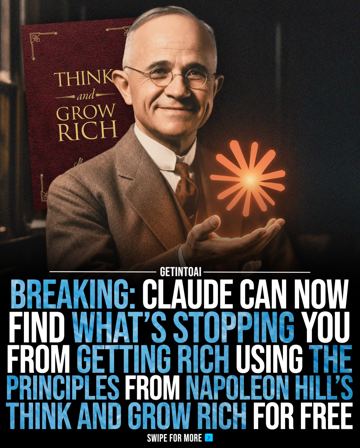 THINK
and
GROW
RICH
GETINTOAI
BREAKING: CLAUDE CAN NOW
FIND WHAT'S STOPPING YOU
FROM GETTING RICH USING THE
PRINCIPLES FROM NAPOLEON HILL'S
THINK AND GROW RICH FOR FREE
SWIPE FOR MORE